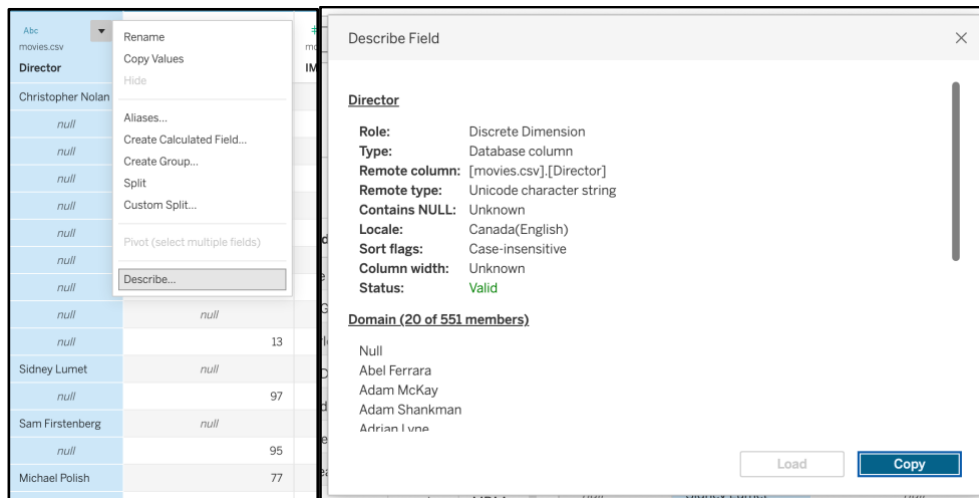 Abc
movies.csv
Director
Christopher Nolan
null
null
null
null
null
null
null
null
null
Sidney Lumet
null
Sam Firstenberg
null
Michael Polish
Rename
Copy Values
Hide
Aliases...
Create Calculated Field...
Create Group...
Split
Custom Split...
Pivot (select multiple fields)
Describe...
null
13
null
97
null
95
77
IM
Describe Field
Director
Role: Discrete Dimension
Type: Database column
Remote column: [movies.csv].[Director]
Remote type: Unicode character string
Contains NULL: Unknown
Locale: Canada(English)
Sort flags: Case-insensitive
Column width: Unknown
Status: Valid
Domain (20 of 551 members)
Null
Abel Ferrara
Adam McKay
Adam Shankman
Adrian Lyne
Load
Copy